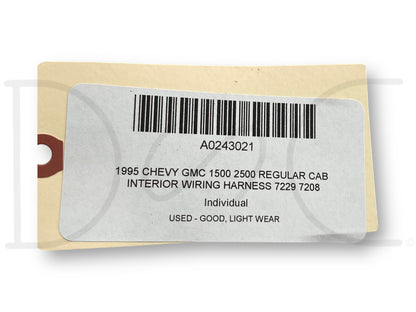 A0243021
1995 CHEVY GMC 1500 2500 REGULAR CAB
INTERIOR WIRING HARNESS 7229 7208
Individual
USED - GOOD, LIGHT WEAR